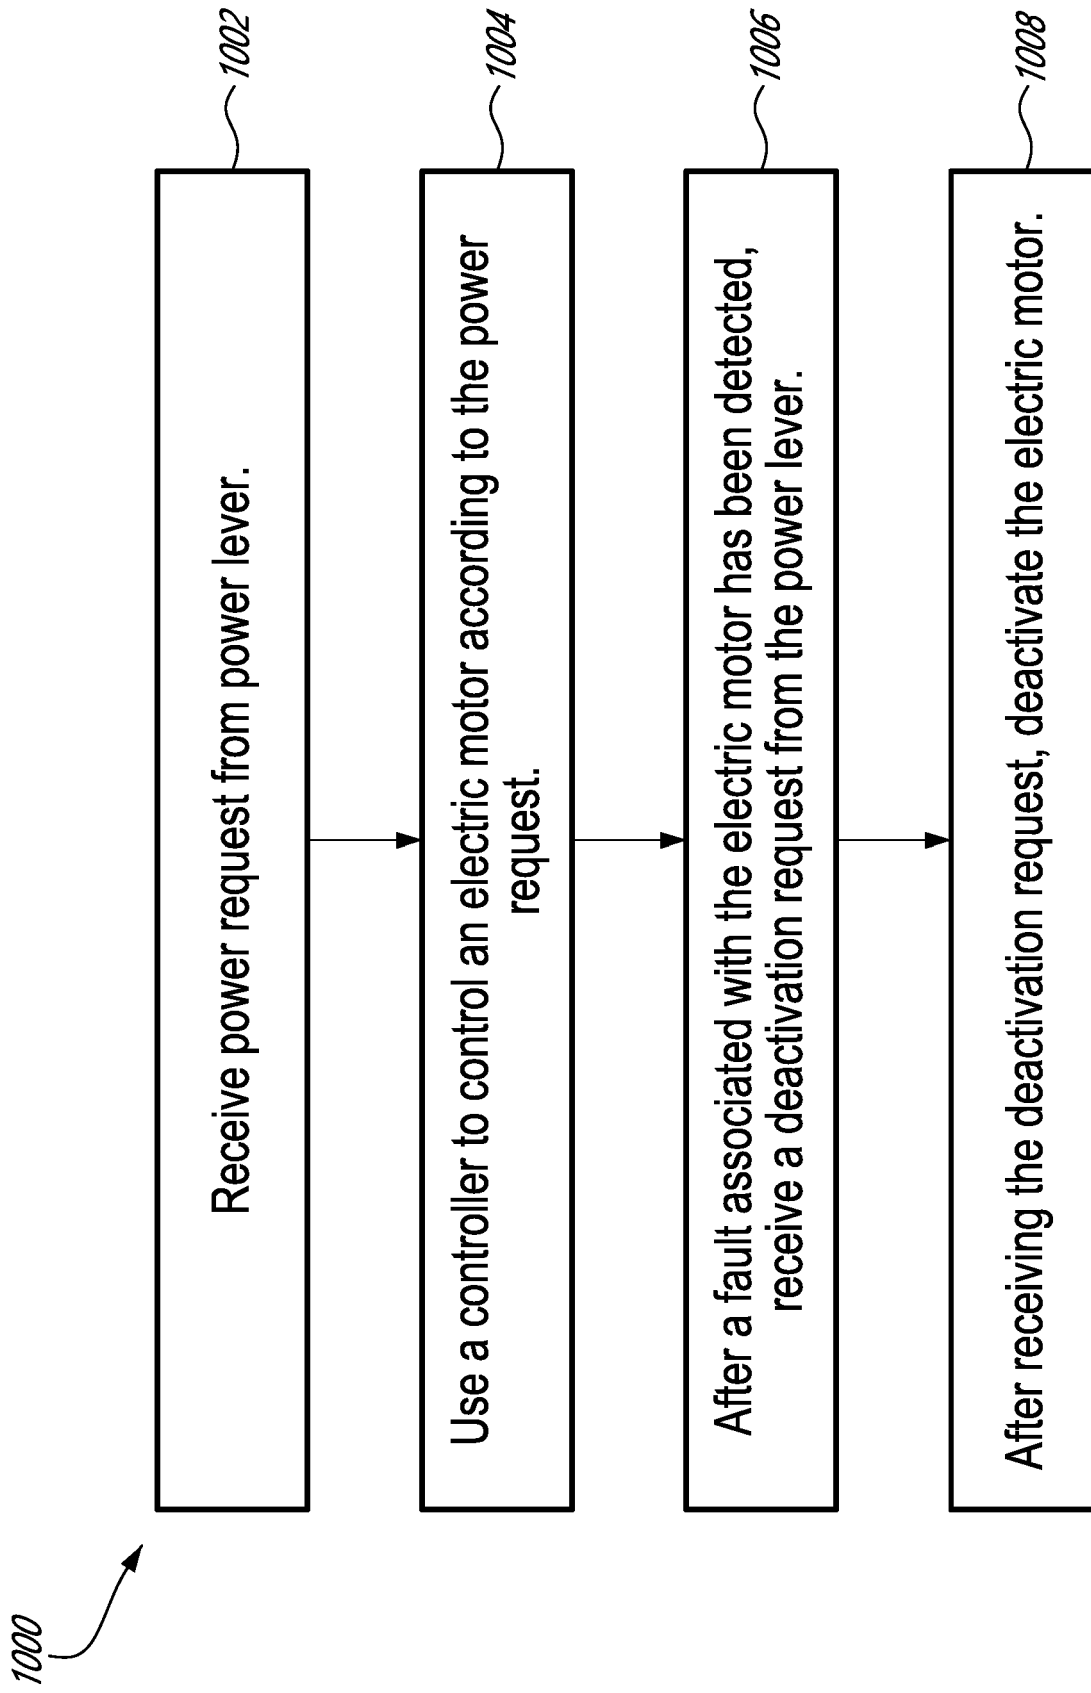 1000
Receive power request from power lever.
1002
Use a controller to control an electric motor according to the power
request.
1004
After a fault associated with the electric motor has been detected,
receive a deactivation request from the power lever.
1006
After receiving the deactivation request, deactivate the electric motor.
1008